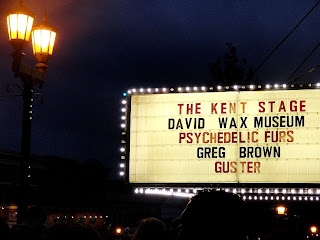 THE KENT STAGE
DAVID WAX MUSEUM
PSYCHEDELIC FURS
GREG BROWN
GUSTER